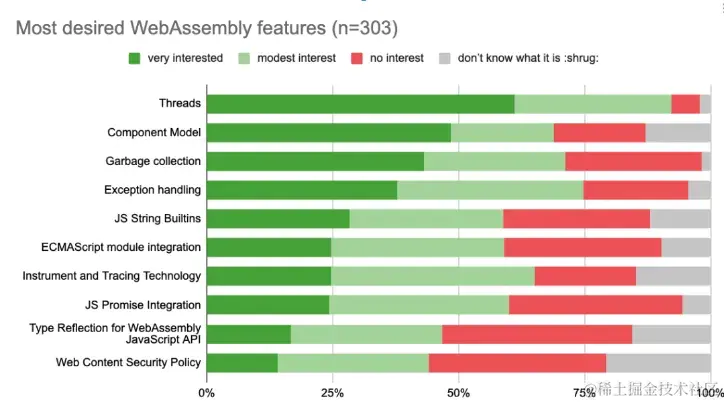 Most desired WebAssembly features (n=303)
very interested modest interest no interest don't know what it is :shrug:
Threads
Component Model
Garbage collection
Exception handling
JS String Builtins
ECMAScript module integration
Instrument and Tracing Technology
JS Promise Integration
Type Reflection for WebAssembly
JavaScript API
Web Content Security Policy
0% 25% 50% 75% 100%
@稀土掘金技术社区